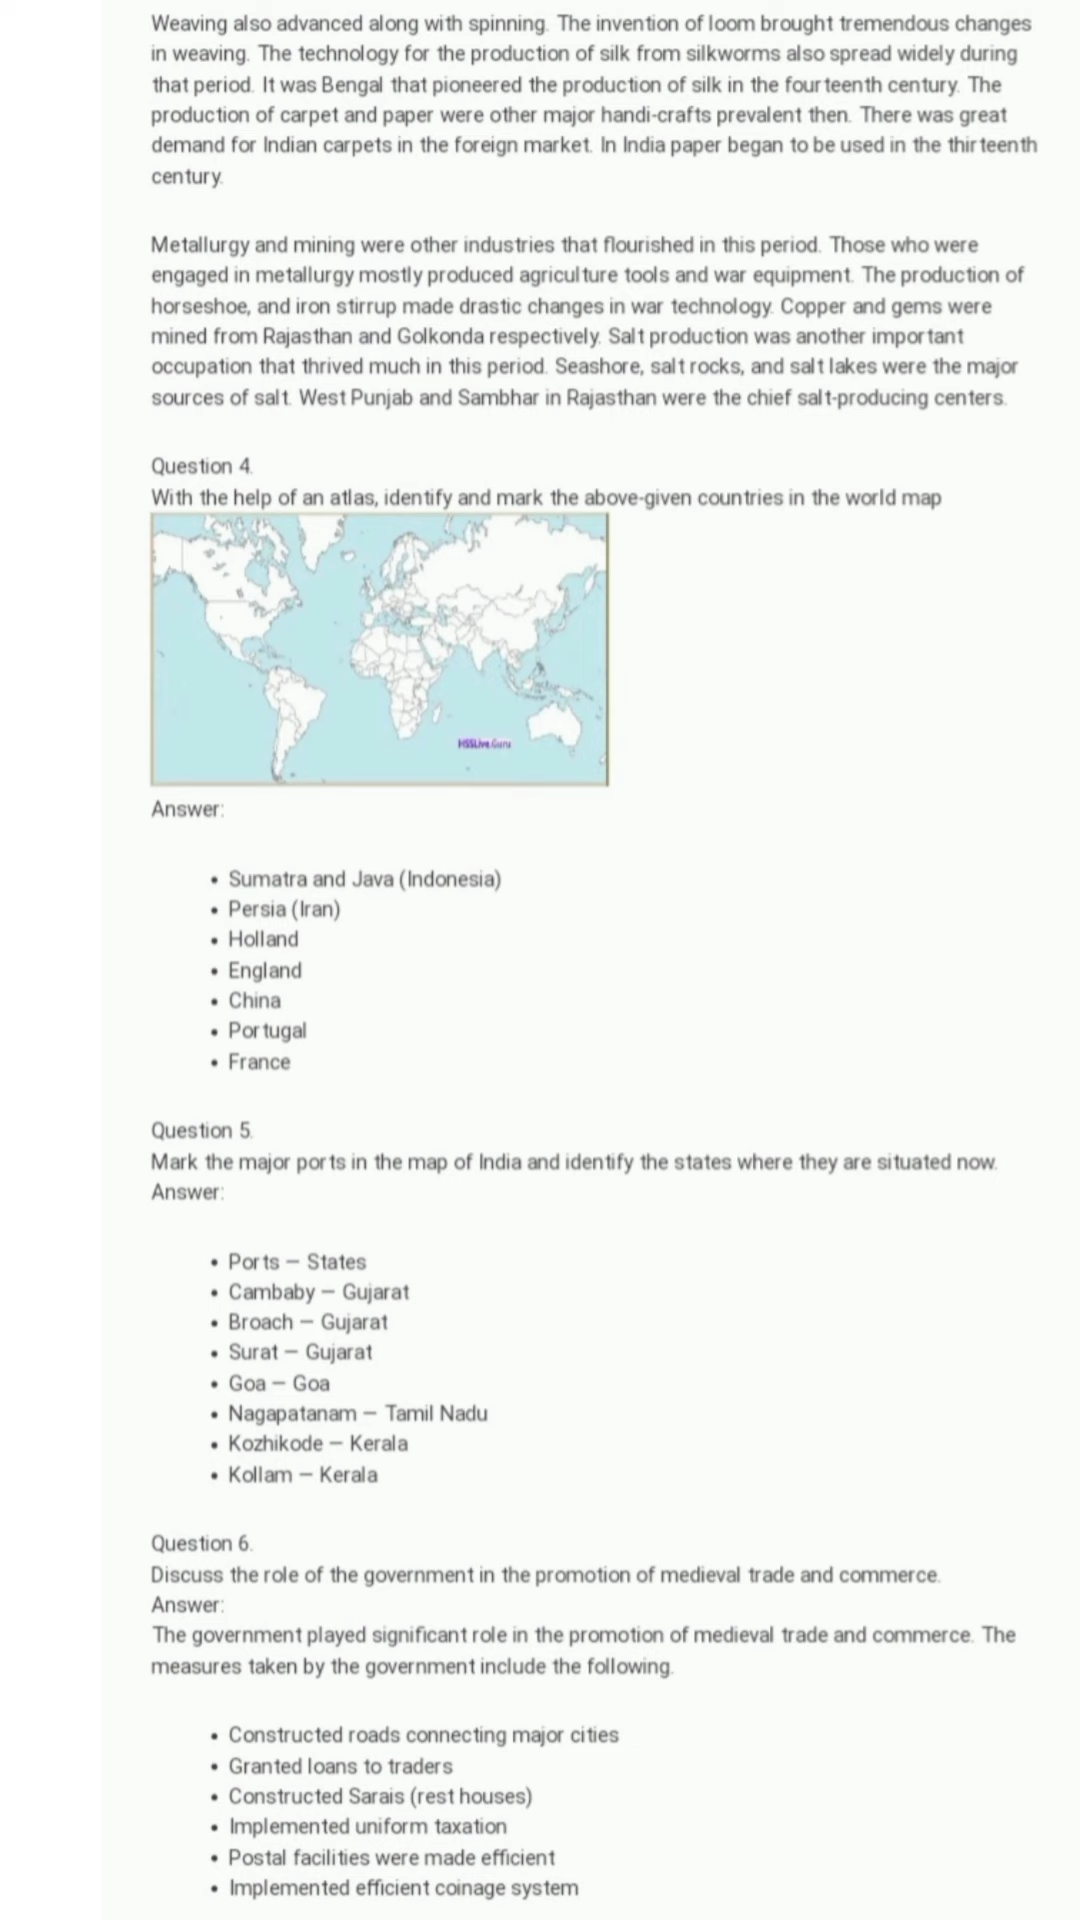 Weaving also advanced along with spinning. The invention of loom brought tremendous changes
in weaving. The technology for the production of silk from silkworms also spread widely during
that period. It was Bengal that pioneered the production of silk in the fourteenth century. The
production of carpet and paper were other major handi-crafts prevalent then. There was great
demand for Indian carpets in the foreign market. In India paper began to be used in the thirteenth
century.
Metallurgy and mining were other industries that flourished in this period. Those who were
engaged in metallurgy mostly produced agriculture tools and war equipment. The production of
horseshoe, and iron stirrup made drastic changes in war technology. Copper and gems were
mined from Rajasthan and Golkonda respectively. Salt production was another important
occupation that thrived much in this period. Seashore, salt rocks, and salt lakes were the major
sources of salt. West Punjab and Sambhar in Rajasthan were the chief salt-producing centers.
Question 4.
With the help of an atlas, identify and mark the above-given countries in the world map
HSSLive.Guru
Answer:
• Sumatra and Java (Indonesia)
• Persia (Iran)
• Holland
• England
• China
• Portugal
• France
Question 5.
Mark the major ports in the map of India and identify the states where they are situated now.
Answer:
• Ports – States
• Cambaby – Gujarat
• Broach – Gujarat
• Surat – Gujarat
• Goa – Goa
• Nagapatanam – Tamil Nadu
• Kozhikode – Kerala
• Kollam – Kerala
Question 6.
Discuss the role of the government in the promotion of medieval trade and commerce.
Answer:
The government played significant role in the promotion of medieval trade and commerce. The
measures taken by the government include the following.
• Constructed roads connecting major cities
• Granted loans to traders
• Constructed Sarais (rest houses)
• Implemented uniform taxation
• Postal facilities were made efficient
• Implemented efficient coinage system